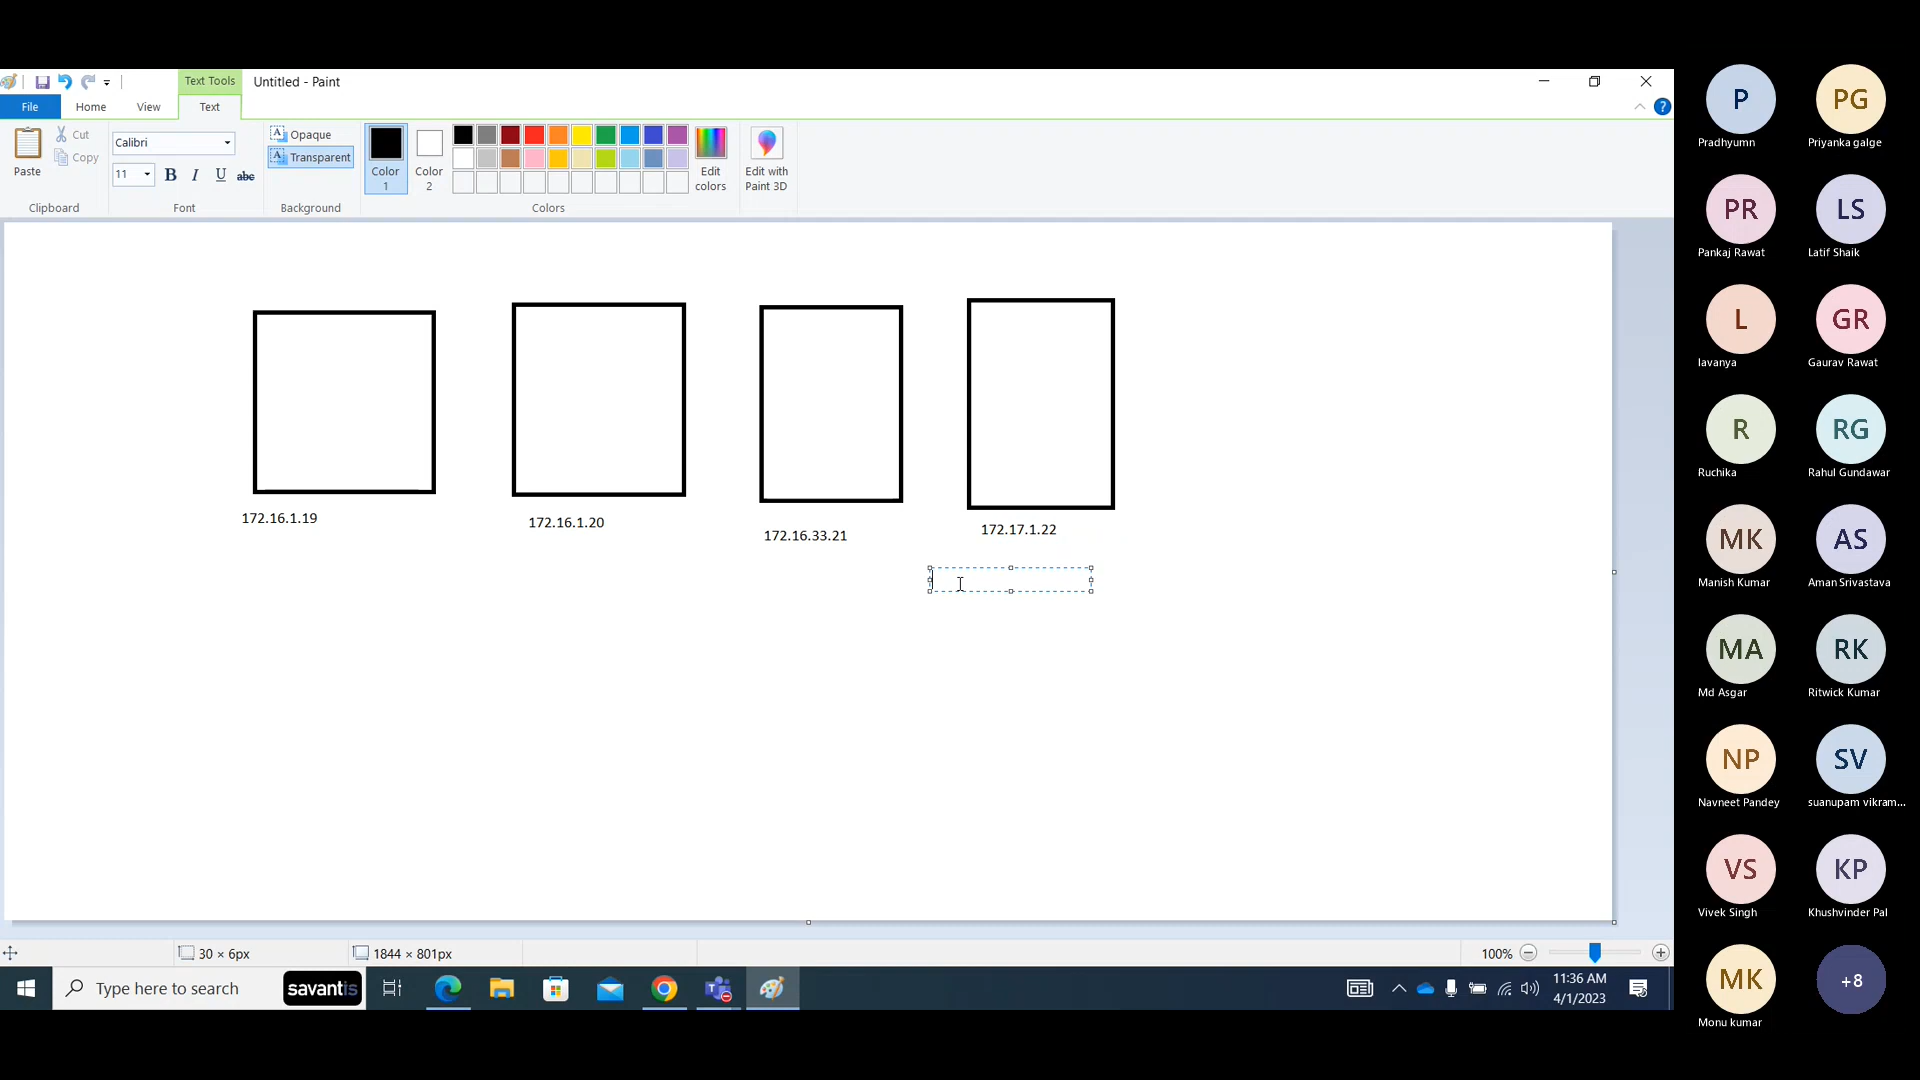 Text Tools
Untitled - Paint
File
Home
View
Text
Paste
Cut
Copy
Clipboard
Calibri
11
B I U abc
Font
A Opaque
A Transparent
Background
Color 1
Color 2
Edit colors
Colors
Edit with Paint 3D
172.16.1.19
172.16.1.20
172.16.33.21
172.17.1.22
30 × 6px
1844 × 801px
100%
Type here to search
savantis
11:36 AM
4/1/2023
P
Pradhyumn
PG
Priyanka galge
PR
Pankaj Rawat
LS
Latif Shaik
L
lavanya
GR
Gaurav Rawat
R
Ruchika
RG
Rahul Gundawar
MK
Manish Kumar
AS
Aman Srivastava
MA
Md Asgar
RK
Ritwick Kumar
NP
Navneet Pandey
SV
suanupam vikram...
VS
Vivek Singh
KP
Khushvinder Pal
MK
Monu kumar
+8